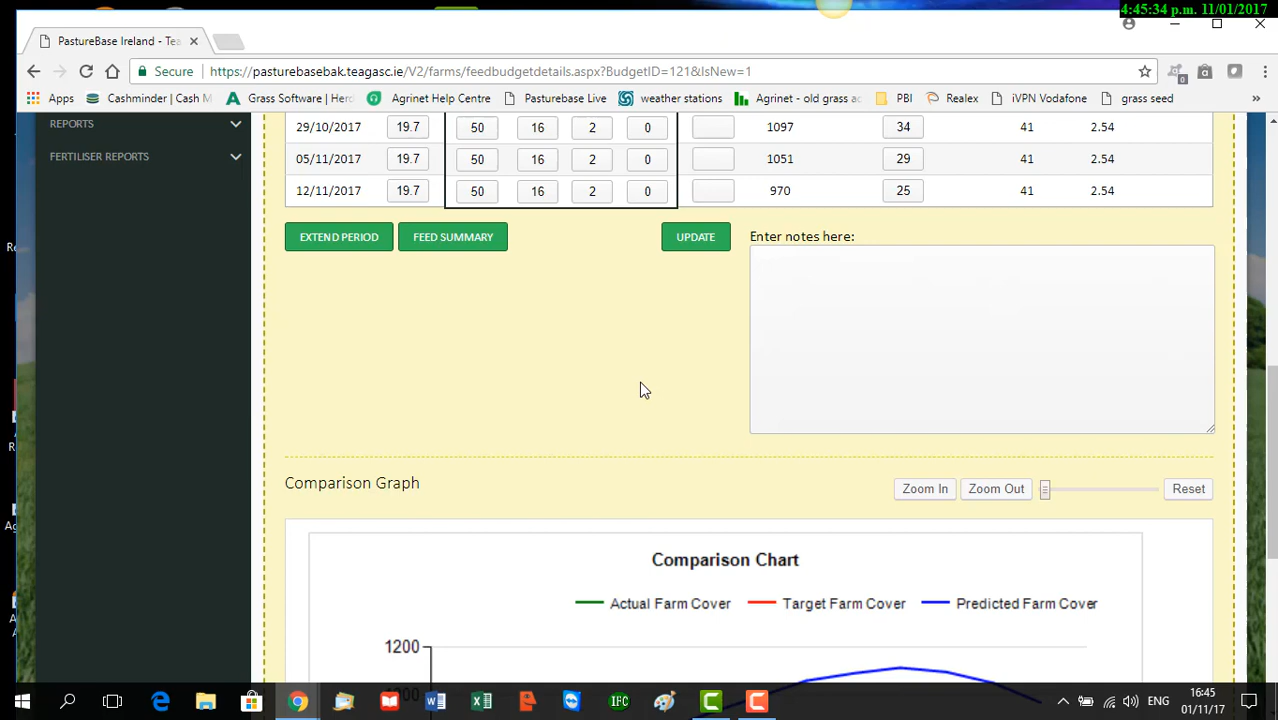 4:45:34 p.m. 11/01/2017
PastureBase Ireland - Tea
Secure https://pasturebasebak.teagasc.ie/V2/farms/feedbudgetdetails.aspx?BudgetID=121&IsNew=1
Apps Cashminder | Cash M Grass Software | Herd Agrinet Help Centre Pasturebase Live weather stations Agrinet - old grass ac PBI Realex iVPN Vodafone grass seed »
REPORTS
29/10/2017 19.7 50 16 2 0 1097 34 41 2.54
FERTILISER REPORTS
05/11/2017 19.7 50 16 2 0 1051 29 41 2.54
12/11/2017 19.7 50 16 2 0 970 25 41 2.54
EXTEND PERIOD FEED SUMMARY UPDATE Enter notes here:
Comparison Graph Zoom In Zoom Out Reset
Comparison Chart
Actual Farm Cover Target Farm Cover Predicted Farm Cover
1200
ENG 16:45
01/11/17